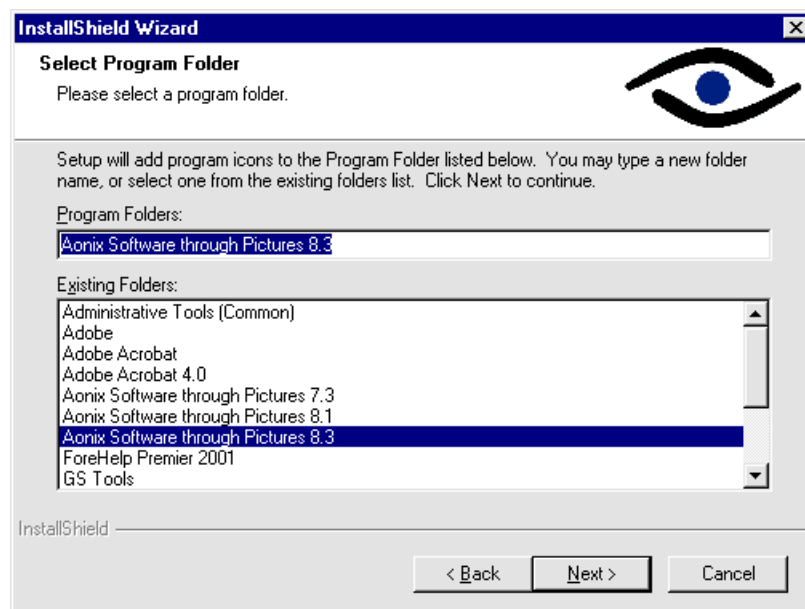 InstallShield Wizard
Select Program Folder
Please select a program folder.
Setup will add program icons to the Program Folder listed below.  You may type a new folder
name, or select one from the existing folders list.  Click Next to continue.
Program Folders:
Aonix Software through Pictures 8.3
Existing Folders:
Administrative Tools (Common)
Adobe
Adobe Acrobat
Adobe Acrobat 4.0
Aonix Software through Pictures 7.3
Aonix Software through Pictures 8.1
Aonix Software through Pictures 8.3
ForeHelp Premier 2001
GS Tools
InstallShield
< Back
Next >
Cancel